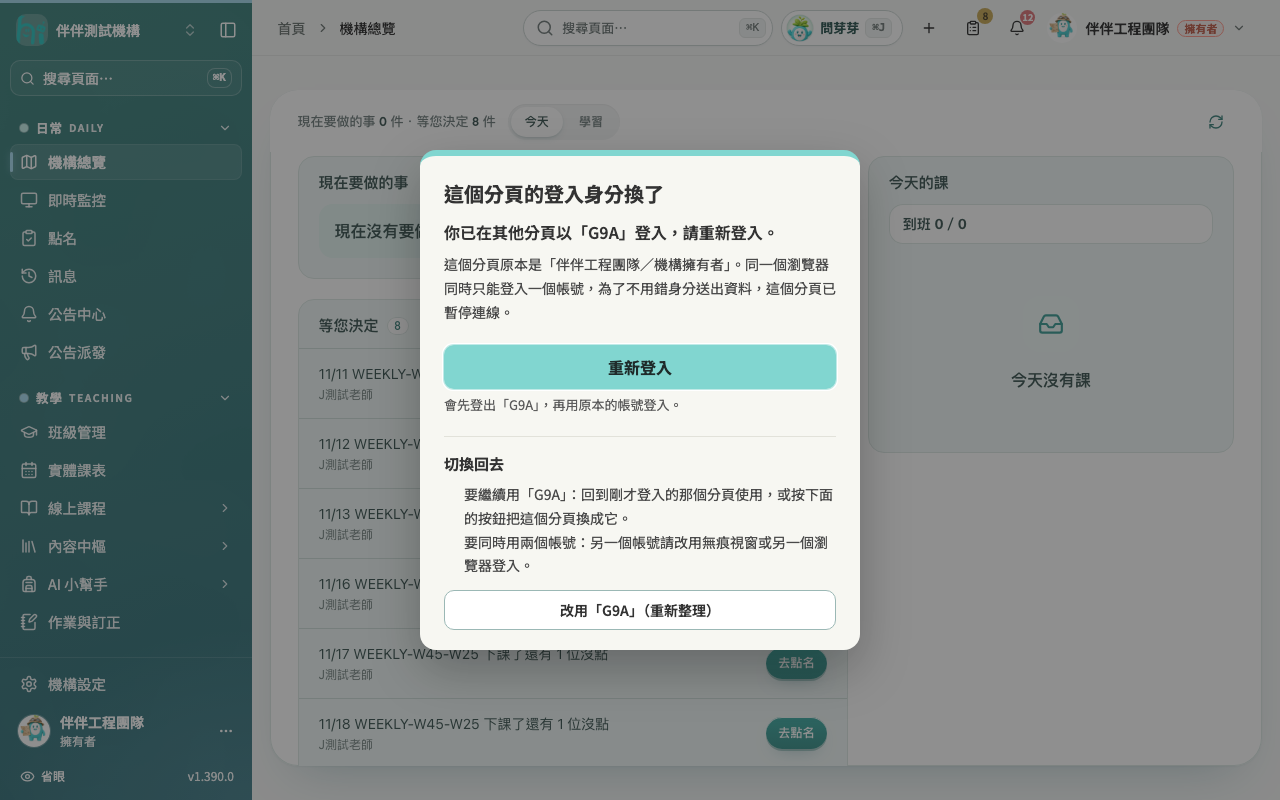 伴伴測試機構
搜尋頁面⋯
⌘K
日常 DAILY
機構總覽
即時監控
點名
訊息
公告中心
公告派發
教學 TEACHING
班級管理
實體課表
線上課程
內容中樞
AI 小幫手
作業與訂正
機構設定
伴伴工程團隊
擁有者
省眼
v1.390.0
首頁
機構總覽
搜尋頁面⋯
⌘K
問芽芽
⌘J
8
12
伴伴工程團隊
擁有者
現在要做的事 0 件 · 等您決定 8 件
今天
學習
現在要做的事
現在沒有要
等您決定 8
11/11 WEEKLY-W
J測試老師
11/12 WEEKLY-W
J測試老師
11/13 WEEKLY-W
J測試老師
11/16 WEEKLY-W
J測試老師
11/17 WEEKLY-W45-W25 下課了還有 1 位沒點
J測試老師
去點名
11/18 WEEKLY-W45-W25 下課了還有 1 位沒點
J測試老師
去點名
今天的課
到班 0 / 0
今天沒有課
這個分頁的登入身分換了
你已在其他分頁以「G9A」登入，請重新登入。
這個分頁原本是「伴伴工程團隊／機構擁有者」。同一個瀏覽器
同時只能登入一個帳號，為了不用錯身分送出資料，這個分頁已
暫停連線。
重新登入
會先登出「G9A」，再用原本的帳號登入。
切換回去
要繼續用「G9A」：回到剛才登入的那個分頁使用，或按下面
的按鈕把這個分頁換成它。
要同時用兩個帳號：另一個帳號請改用無痕視窗或另一個瀏
覽器登入。
改用「G9A」（重新整理）